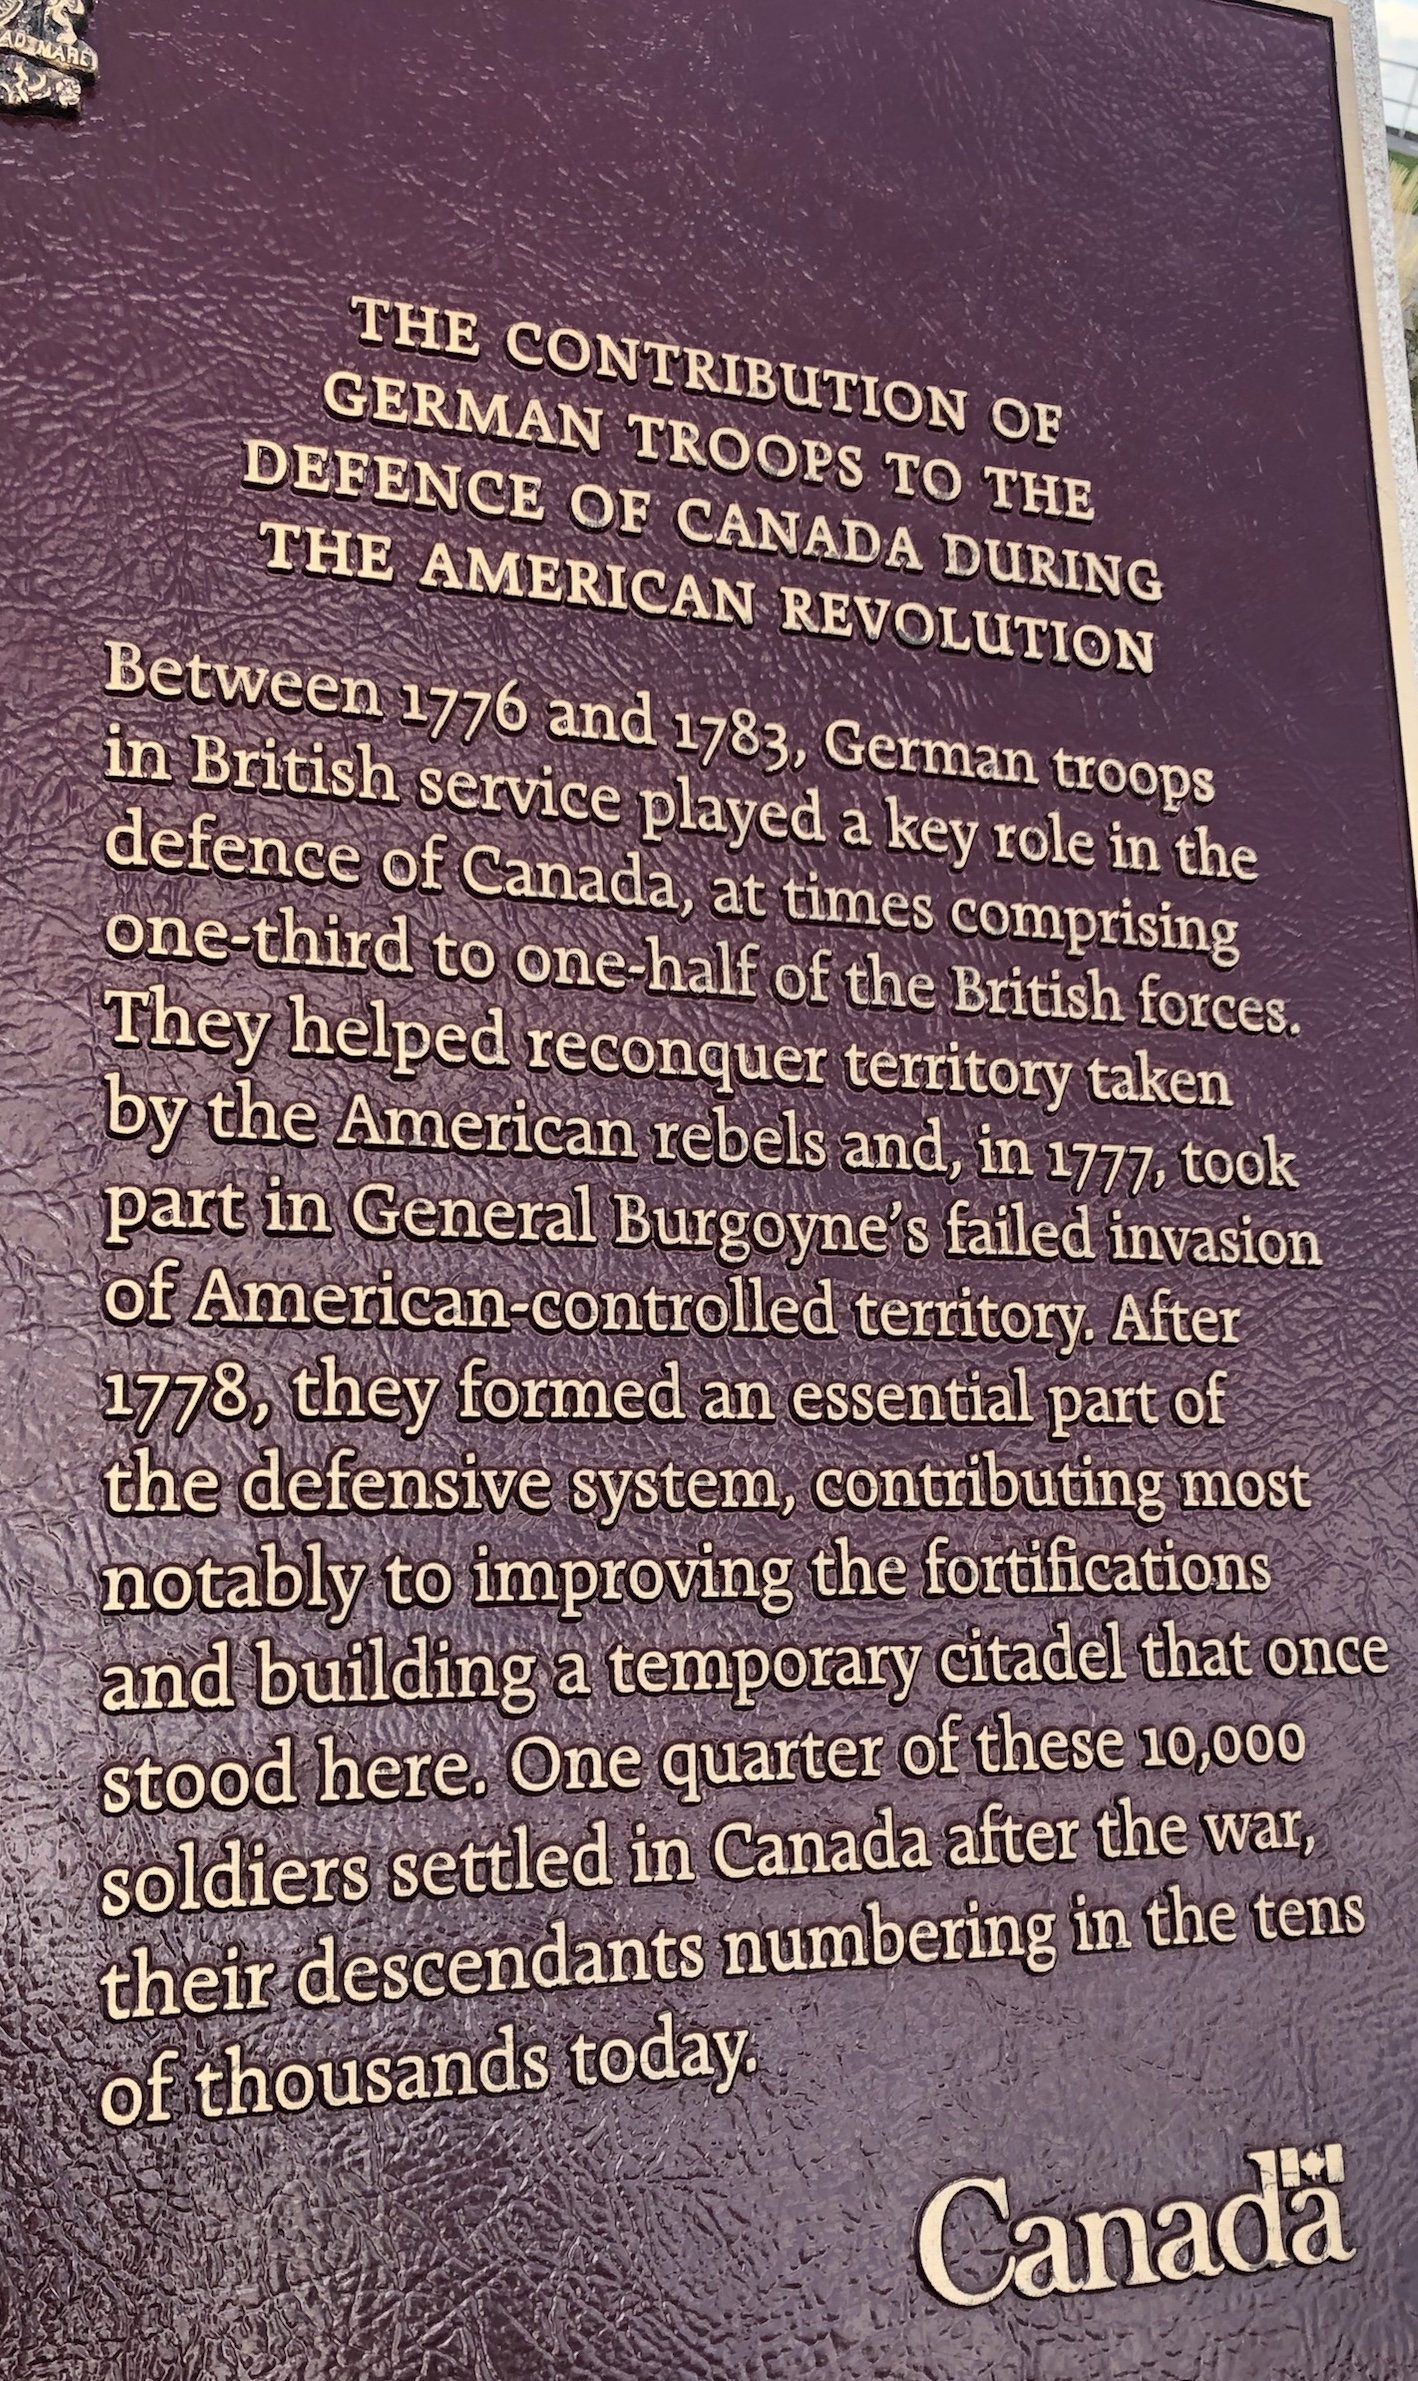 A MARE
THE CONTRIBUTION OF
GERMAN TROOPS TO THE
DEFENCE OF CANADA DURING
THE AMERICAN REVOLUTION
Between 1776 and 1783, German troops
in British service played a key role in the
defence of Canada, at times comprising
one-third to one-half of the British forces.
They helped reconquer territory taken
by the American rebels and, in 1777, took
part in General Burgoyne's failed invasion
of American-controlled territory. After
1778, they formed an essential part of
the defensive system, contributing most
notably to improving the fortifications
and building a temporary citadel that once
stood here. One quarter of these 10,000
soldiers settled in Canada after the war,
their descendants numbering in the tens
of thousands today.
Canada